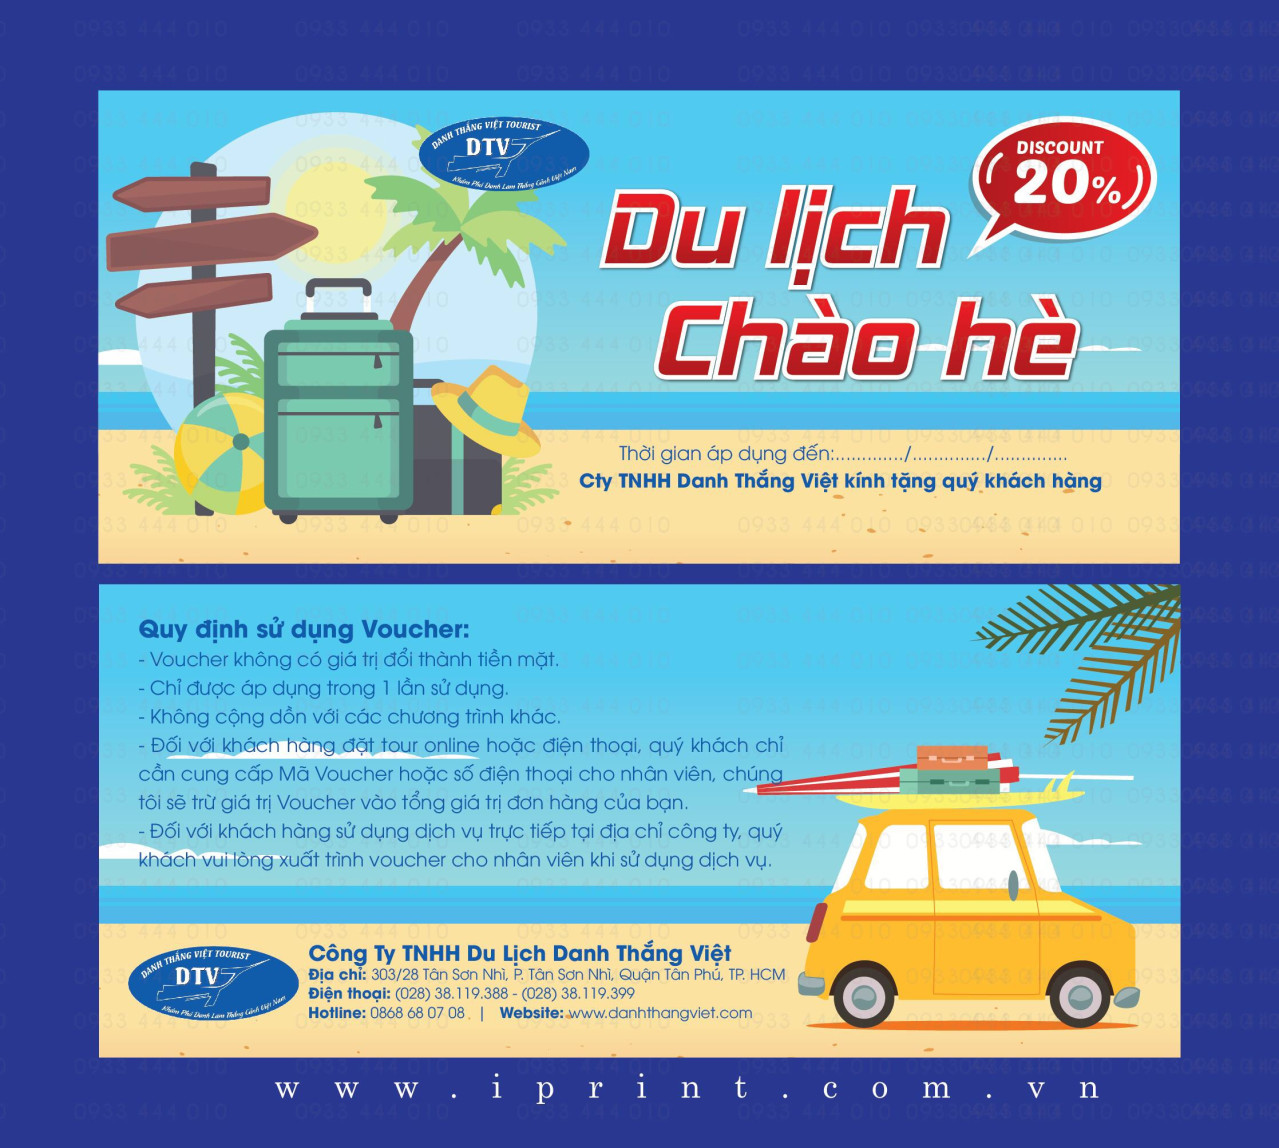 DANH THẮNG VIỆT TOURIST
DTV
Khám Phá Danh Lam Thắng Cảnh Việt Nam
DISCOUNT
20%
Du lịch
Chào hè
Thời gian áp dụng đến:............./............../..............
Cty TNHH Danh Thắng Việt kính tặng quý khách hàng
Quy định sử dụng Voucher:
- Voucher không có giá trị đổi thành tiền mặt.
- Chỉ được áp dụng trong 1 lần sử dụng.
- Không cộng dồn với các chương trình khác.
- Đối với khách hàng đặt tour online hoặc điện thoại, quý khách chỉ
cần cung cấp Mã Voucher hoặc số điện thoại cho nhân viên, chúng
tôi sẽ trừ giá trị Voucher vào tổng giá trị đơn hàng của bạn.
- Đối với khách hàng sử dụng dịch vụ trực tiếp tại địa chỉ công ty, quý
khách vui lòng xuất trình voucher cho nhân viên khi sử dụng dịch vụ.
DANH THẮNG VIỆT TOURIST
DTV
Khám Phá Danh Lam Thắng Cảnh Việt Nam
Công Ty TNHH Du Lịch Danh Thắng Việt
Địa chỉ: 303/28 Tân Sơn Nhì, P. Tân Sơn Nhì, Quận Tân Phú, TP. HCM
Điện thoại: (028) 38.119.388 - (028) 38.119.399
Hotline: 0868 68 07 08 | Website: www.danhthangviet.com
www.iprint.com.vn